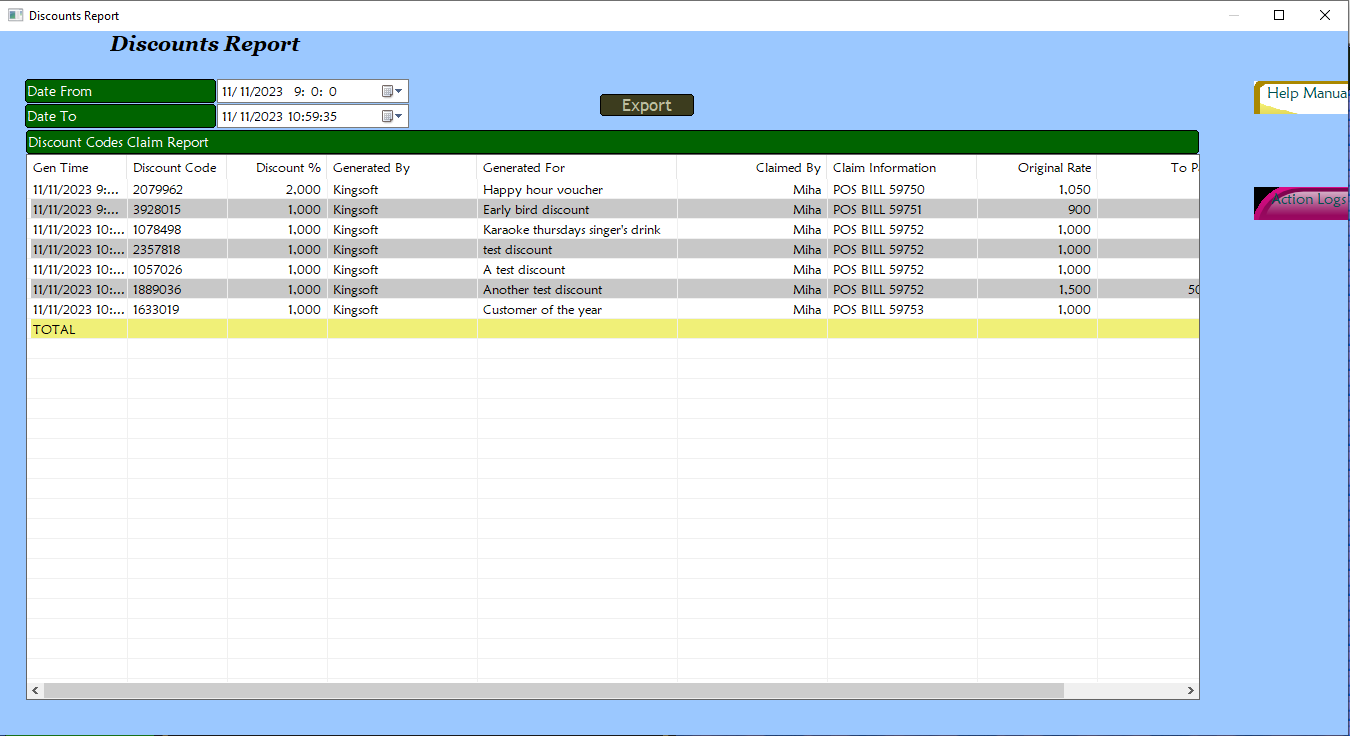 Discounts Report
Discounts Report
Date From 11/11/2023 9: 0: 0
Date To 11/11/2023 10:59:35
Export
Help Manua
Discount Codes Claim Report
Gen Time Discount Code Discount % Generated By Generated For Claimed By Claim Information Original Rate To P
11/11/2023 9:... 2079962 2,000 Kingsoft Happy hour voucher Miha POS BILL 59750 1,050
11/11/2023 9:... 3928015 1,000 Kingsoft Early bird discount Miha POS BILL 59751 900
Action Logs
11/11/2023 10:... 1078498 1,000 Kingsoft Karaoke thursdays singer's drink Miha POS BILL 59752 1,000
11/11/2023 10:... 2357818 1,000 Kingsoft test discount Miha POS BILL 59752 1,000
11/11/2023 10:... 1057026 1,000 Kingsoft A test discount Miha POS BILL 59752 1,000
11/11/2023 10:... 1889036 1,000 Kingsoft Another test discount Miha POS BILL 59752 1,500 50
11/11/2023 10:... 1633019 1,000 Kingsoft Customer of the year Miha POS BILL 59753 1,000
TOTAL